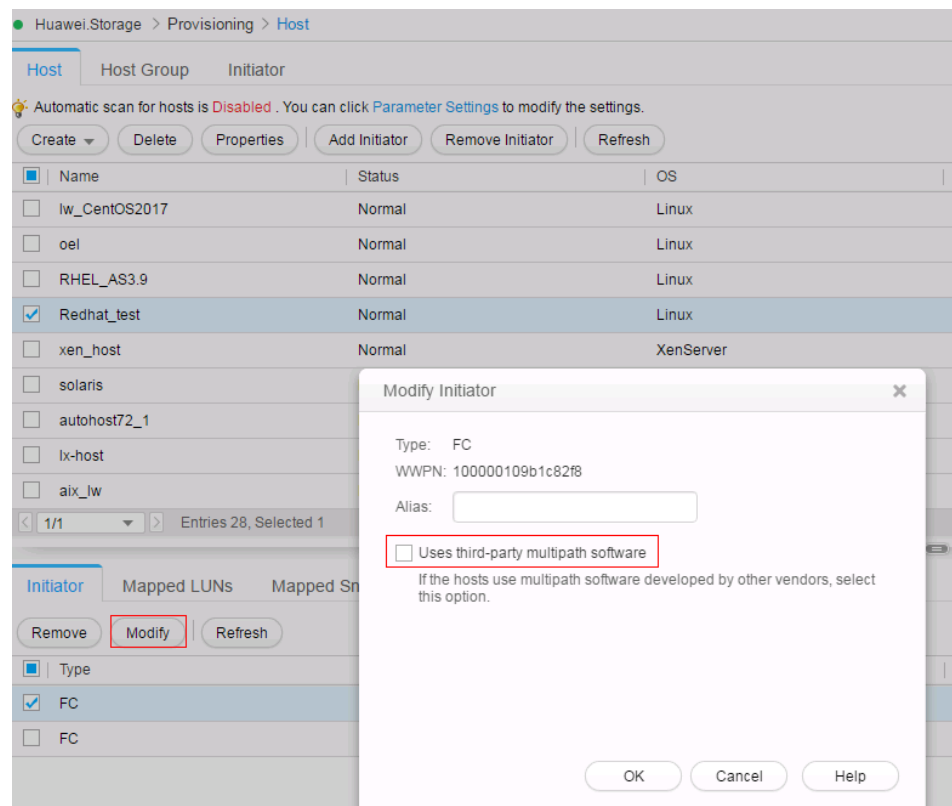 Huawei.Storage > Provisioning > Host
Host Host Group Initiator
Automatic scan for hosts is Disabled . You can click Parameter Settings to modify the settings.
Create Delete Properties Add Initiator Remove Initiator Refresh
Name Status OS
lw_CentOS2017 Normal Linux
oel Normal Linux
RHEL_AS3.9 Normal Linux
Redhat_test Normal Linux
xen_host Normal XenServer
solaris
autohost72_1
lx-host
aix_lw
1/1 Entries 28, Selected 1
Initiator Mapped LUNs Mapped Sn
Remove Modify Refresh
Type
FC
FC
Modify Initiator
Type: FC
WWPN: 100000109b1c82f8
Alias:
Uses third-party multipath software
If the hosts use multipath software developed by other vendors, select
this option.
OK Cancel Help